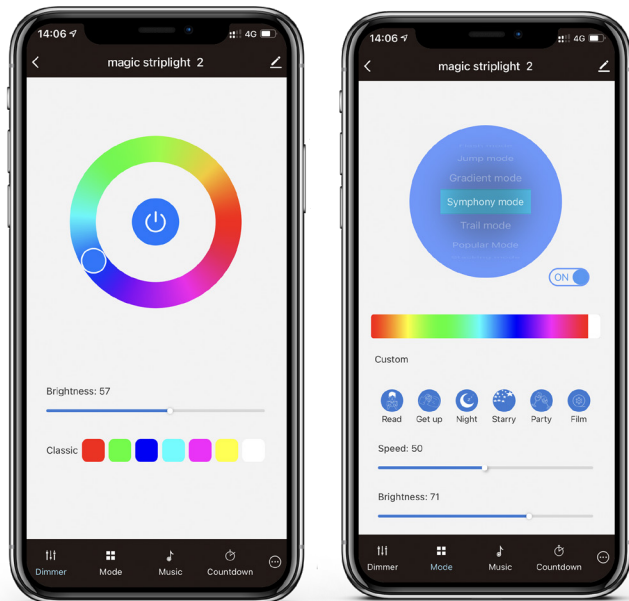 14:06 4G
magic striplight 2
Brightness: 57
Classic
Dimmer Mode Music Countdown
14:06 4G
magic striplight 2
Jump mode
Gradient mode
Symphony mode
Trail mode
Popular Mode
ON
Custom
Read Get up Night Starry Party Film
Speed: 50
Brightness: 71
Dimmer Mode Music Countdown